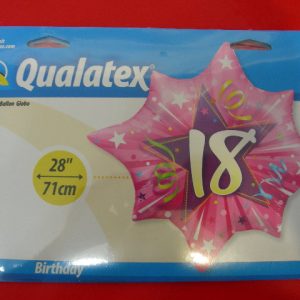 Qualatex®
Balloon Globo
28"
71cm
18
Birthday